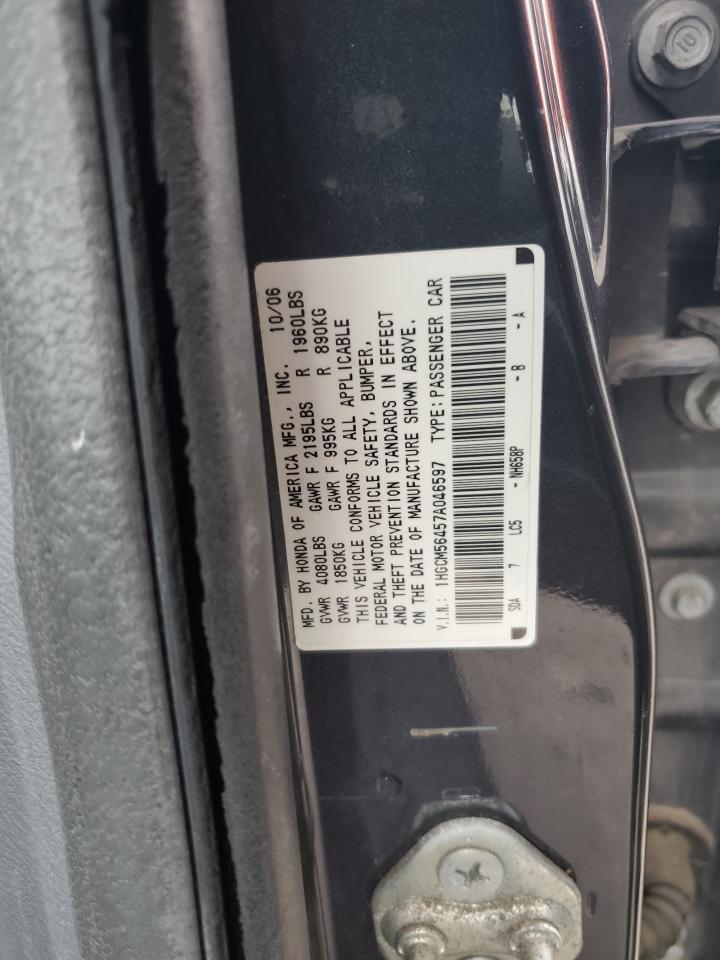 MFD. BY HONDA OF AMERICA MFG., INC. 10/06
GVWR 4080LBS GAWR F 2195LBS R 1960LBS
GVWR 1850KG GAWR F 995KG R 890KG
THIS VEHICLE CONFORMS TO ALL APPLICABLE
FEDERAL MOTOR VEHICLE SAFETY, BUMPER,
AND THEFT PREVENTION STANDARDS IN EFFECT
ON THE DATE OF MANUFACTURE SHOWN ABOVE.
V.I.N.: 1HGCM56457A046597 TYPE: PASSENGER CAR
SDA 7 LC5 - NH658P - B - A
10